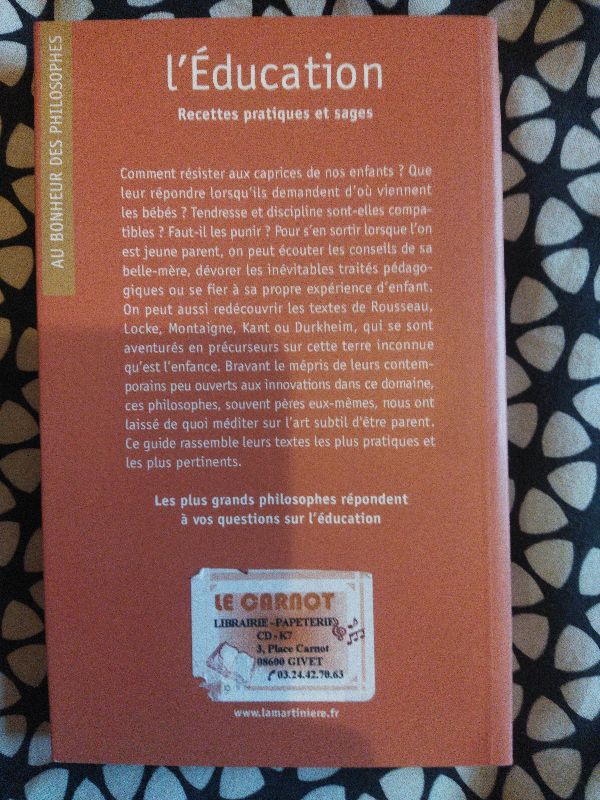 AU BONHEUR DES PHILOSOPHES
l'Éducation
Recettes pratiques et sages
Comment résister aux caprices de nos enfants ? Que
leur répondre lorsqu'ils demandent d'où viennent
les bébés ? Tendresse et discipline sont-elles compa-
tibles ? Faut-il les punir ? Pour s'en sortir lorsque l'on
est jeune parent, on peut écouter les conseils de sa
belle-mère, dévorer les inévitables traités pédago-
giques ou se fier à sa propre expérience d'enfant.
On peut aussi redécouvrir les textes de Rousseau,
Locke, Montaigne, Kant ou Durkheim, qui se sont
aventurés en précurseurs sur cette terre inconnue
qu'est l'enfance. Bravant le mépris de leurs contem-
porains peu ouverts aux innovations dans ce domaine,
ces philosophes, souvent pères eux-mêmes, nous ont
laissé de quoi méditer sur l'art subtil d'être parent.
Ce guide rassemble leurs textes les plus pratiques et
les plus pertinents.
Les plus grands philosophes répondent
à vos questions sur l'éducation
LE CARNOT
LIBRAIRIE-PAPETERIE
CD-K7
3, Place Carnot
08600 GIVET
03.24.42.70.63
www.lamartiniere.fr